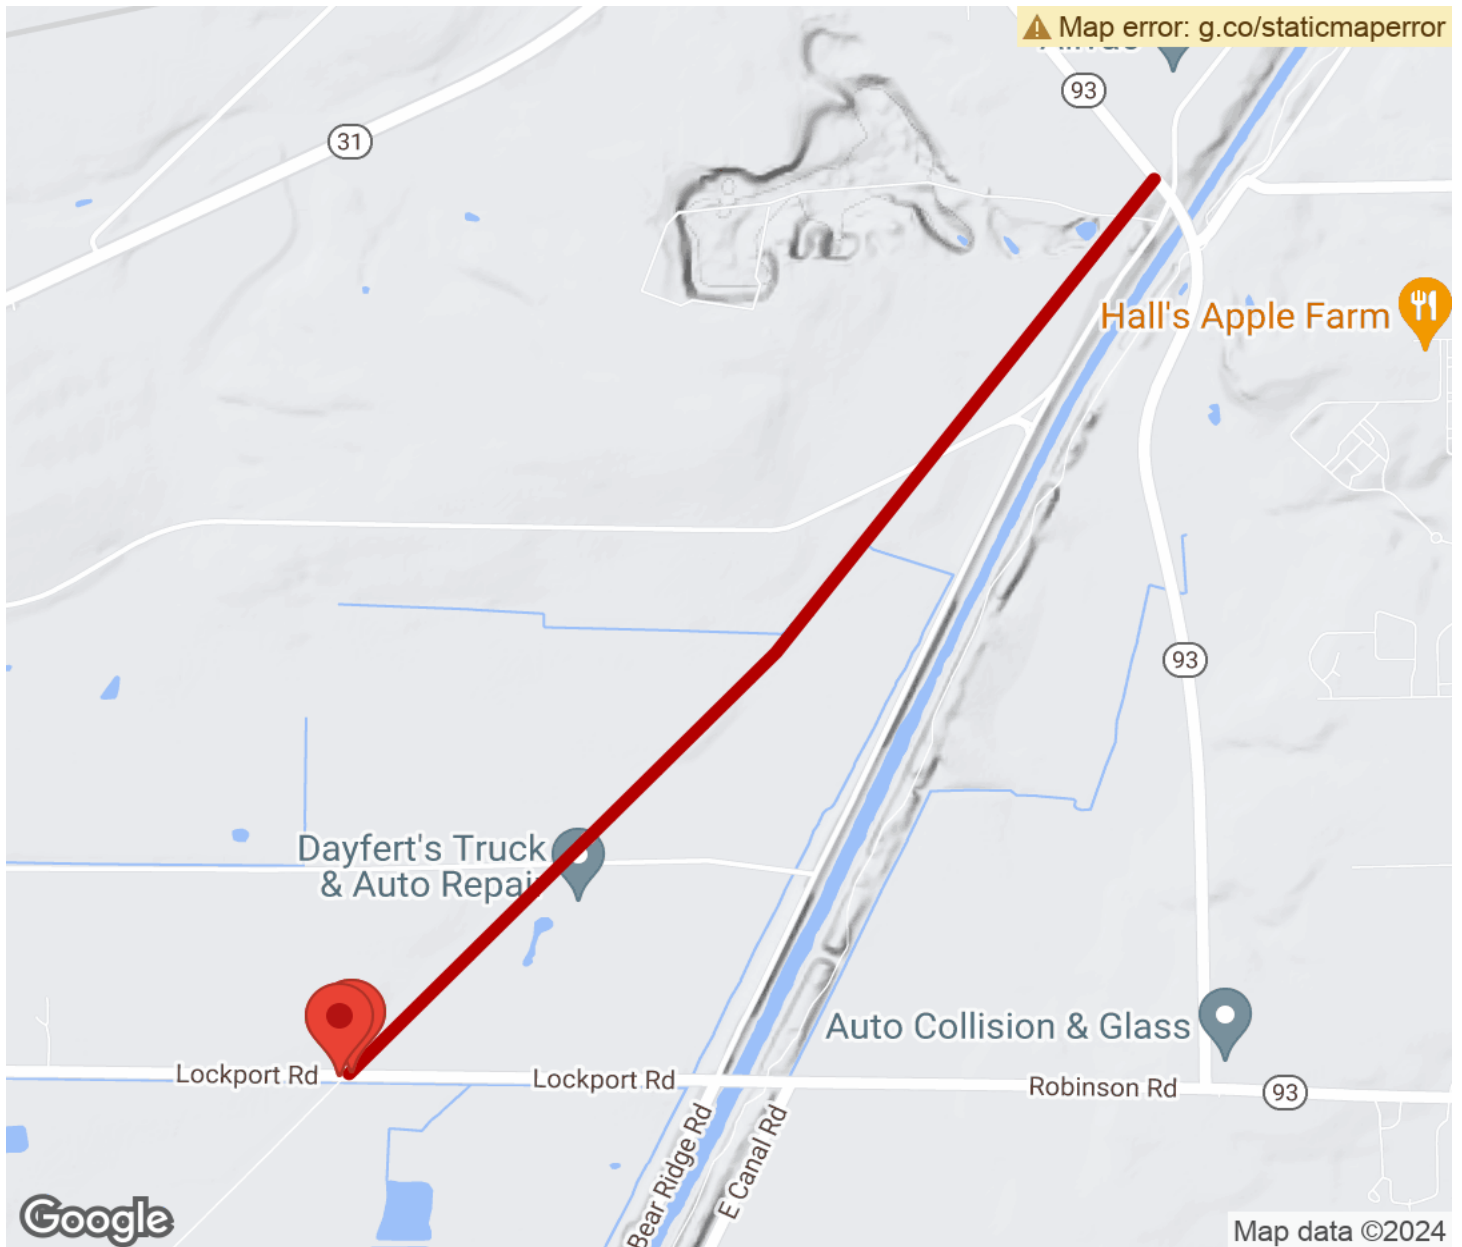 Map error: g.co/staticmaperror
93
31
Hall's Apple Farm
93
Dayfert's Truck
& Auto Repair
Auto Collision & Glass
Lockport Rd
Lockport Rd
Robinson Rd
93
Bear Ridge Rd
E Canal Rd
Google
Map data ©2024